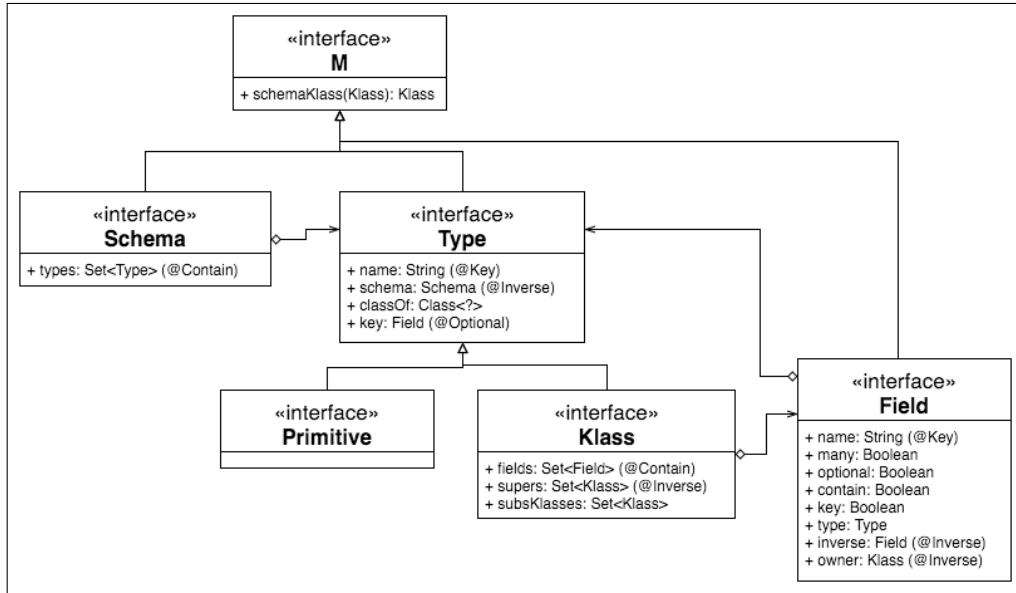 «interface»
M
+ schemaKlass(Klass): Klass
«interface»
Schema
+ types: Set<Type> (@Contain)
«interface»
Type
+ name: String (@Key)
+ schema: Schema (@Inverse)
+ classOf: Class<?>
+ key: Field (@Optional)
«interface»
Primitive
«interface»
Klass
+ fields: Set<Field> (@Contain)
+ supers: Set<Klass> (@Inverse)
+ subsKlasses: Set<Klass>
«interface»
Field
+ name: String (@Key)
+ many: Boolean
+ optional: Boolean
+ contain: Boolean
+ key: Boolean
+ type: Type
+ inverse: Field (@Inverse)
+ owner: Klass (@Inverse)